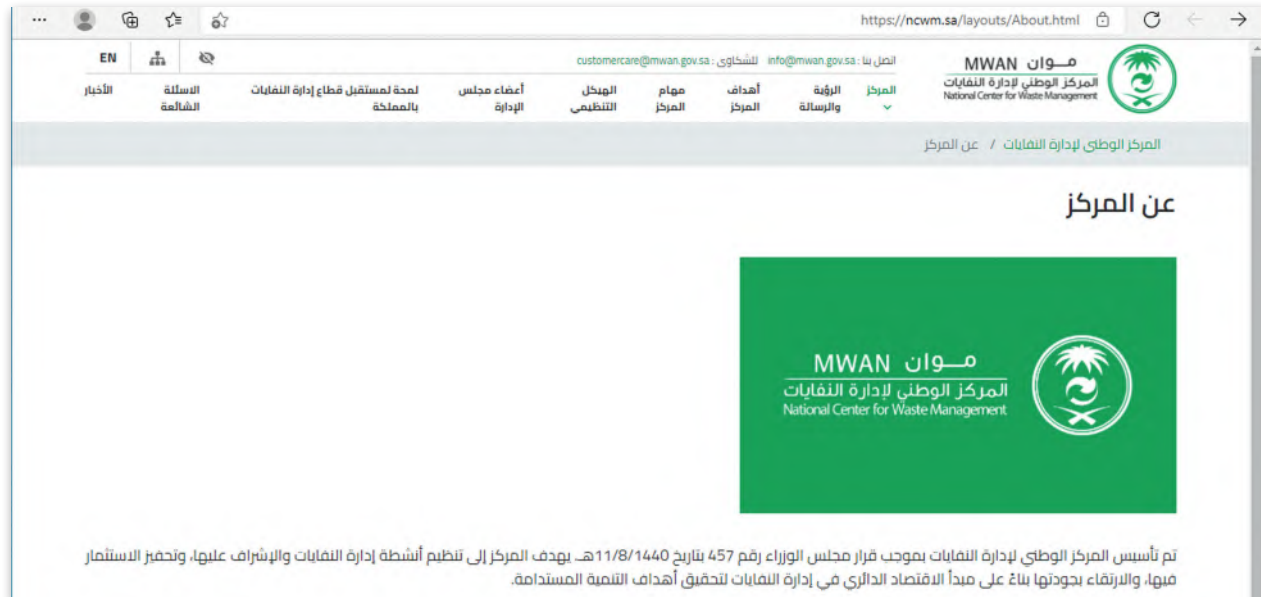 https://ncwm.sa/layouts/About.html
مـوان MWAN
المركز الوطني لإدارة النفايات
National Center for Waste Management
اتصل بنا : info@mwan.gov.sa للشكاوى : customercare@mwan.gov.sa
EN
المركز
الرؤية والرسالة
أهداف المركز
مهام المركز
الهيكل التنظيمي
أعضاء مجلس الإدارة
لمحة لمستقبل قطاع إدارة النفايات بالمملكة
الاسئلة الشائعة
الأخبار
المركز الوطني لإدارة النفايات / عن المركز
عن المركز
مـوان MWAN
المركز الوطني لإدارة النفايات
National Center for Waste Management
تم تأسيس المركز الوطني لإدارة النفايات بموجب قرار مجلس الوزراء رقم 457 بتاريخ 11/8/1440هـ. يهدف المركز إلى تنظيم أنشطة إدارة النفايات والإشراف عليها، وتحفيز الاستثمار
فيها، والارتقاء بجودتها بناءً على مبدأ الاقتصاد الدائري في إدارة النفايات لتحقيق أهداف التنمية المستدامة.